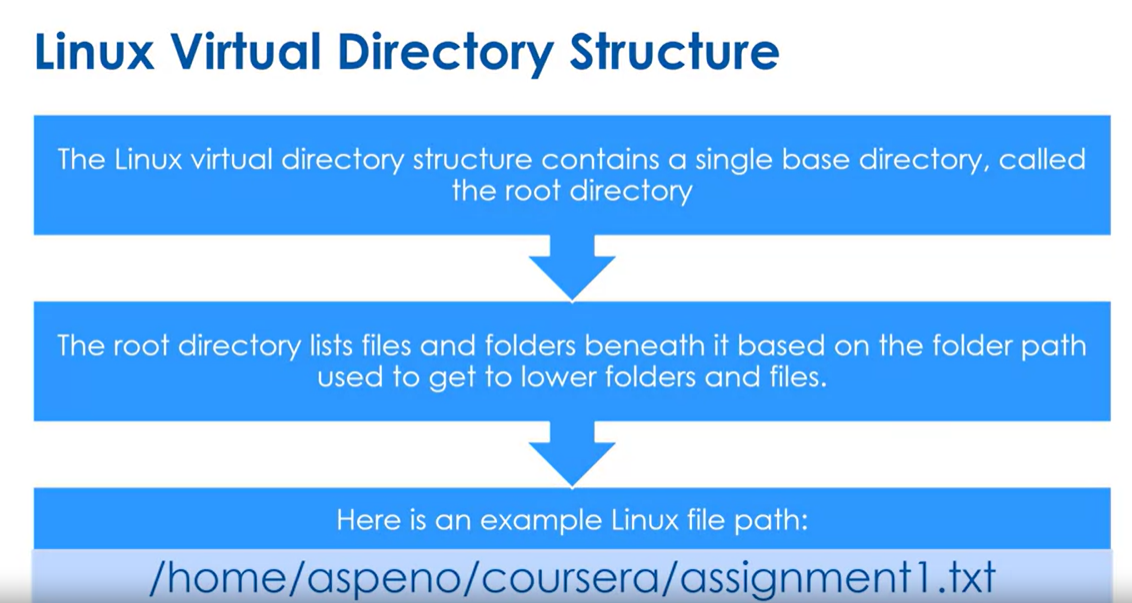 Linux Virtual Directory Structure
The Linux virtual directory structure contains a single base directory, called
the root directory
The root directory lists files and folders beneath it based on the folder path
used to get to lower folders and files.
Here is an example Linux file path:
/home/aspeno/coursera/assignment1.txt